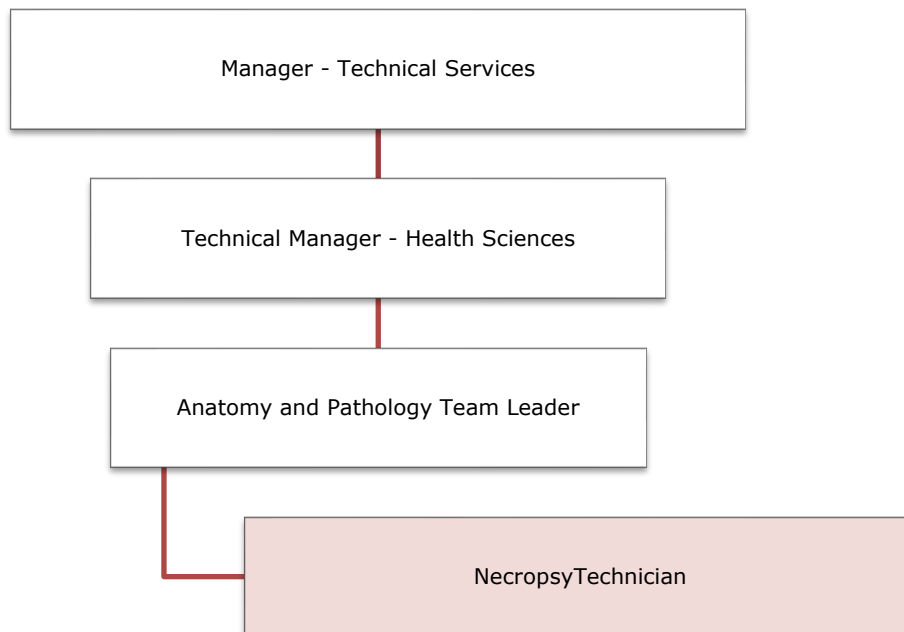 Manager - Technical Services
Technical Manager - Health Sciences
Anatomy and Pathology Team Leader
NecropsyTechnician